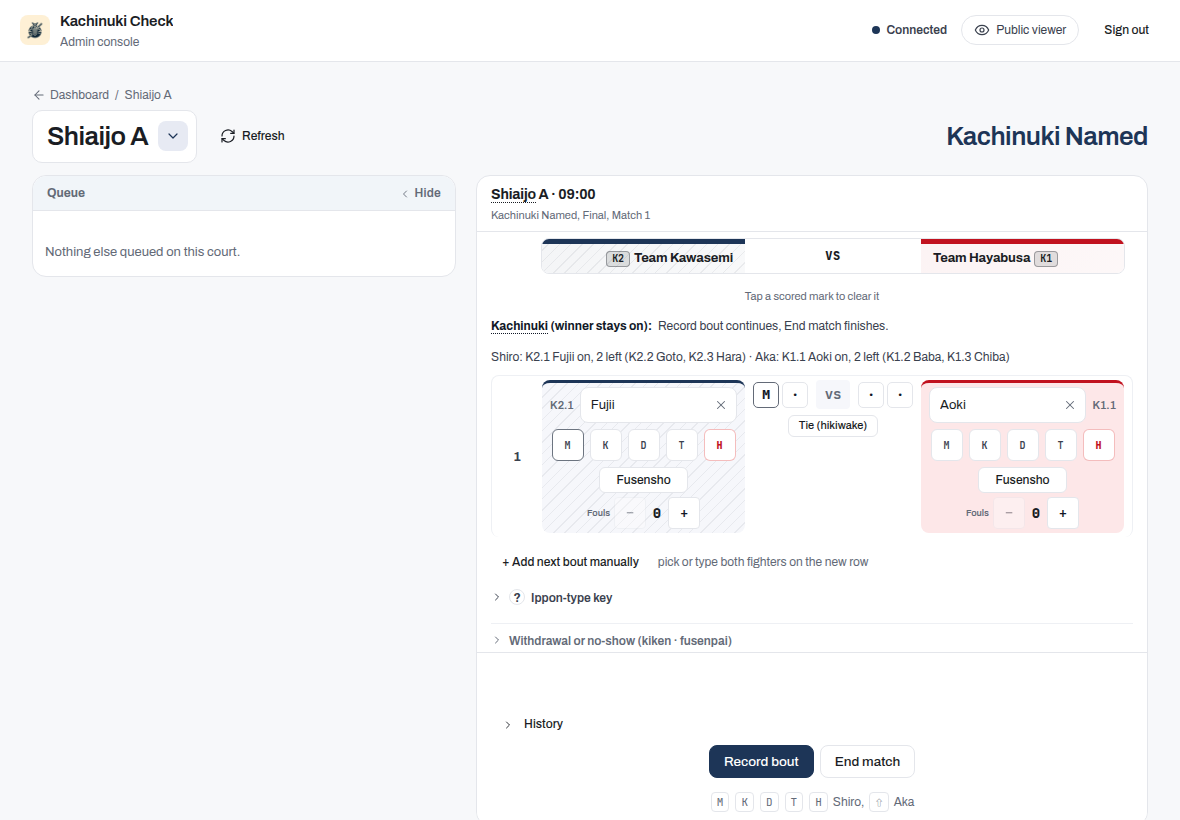 Kachinuki Check
Admin console
Connected
Public viewer
Sign out
Dashboard / Shiaijo A
Shiaijo A
Refresh
Kachinuki Named
Queue
Hide
Nothing else queued on this court.
Shiaijo A · 09:00
Kachinuki Named, Final, Match 1
K2 Team Kawasemi
VS
Team Hayabusa K1
Tap a scored mark to clear it
Kachinuki (winner stays on): Record bout continues, End match finishes.
Shiro: K2.1 Fujii on, 2 left (K2.2 Goto, K2.3 Hara) · Aka: K1.1 Aoki on, 2 left (K1.2 Baba, K1.3 Chiba)
1
K2.1 Fujii
M K D T H
Fusensho
Fouls − 0 +
M · VS · ·
Tie (hikiwake)
Aoki K1.1
M K D T H
Fusensho
Fouls − 0 +
+ Add next bout manually pick or type both fighters on the new row
? Ippon-type key
Withdrawal or no-show (kiken · fusenpai)
History
Record bout
End match
M K D T H Shiro, ⇧ Aka